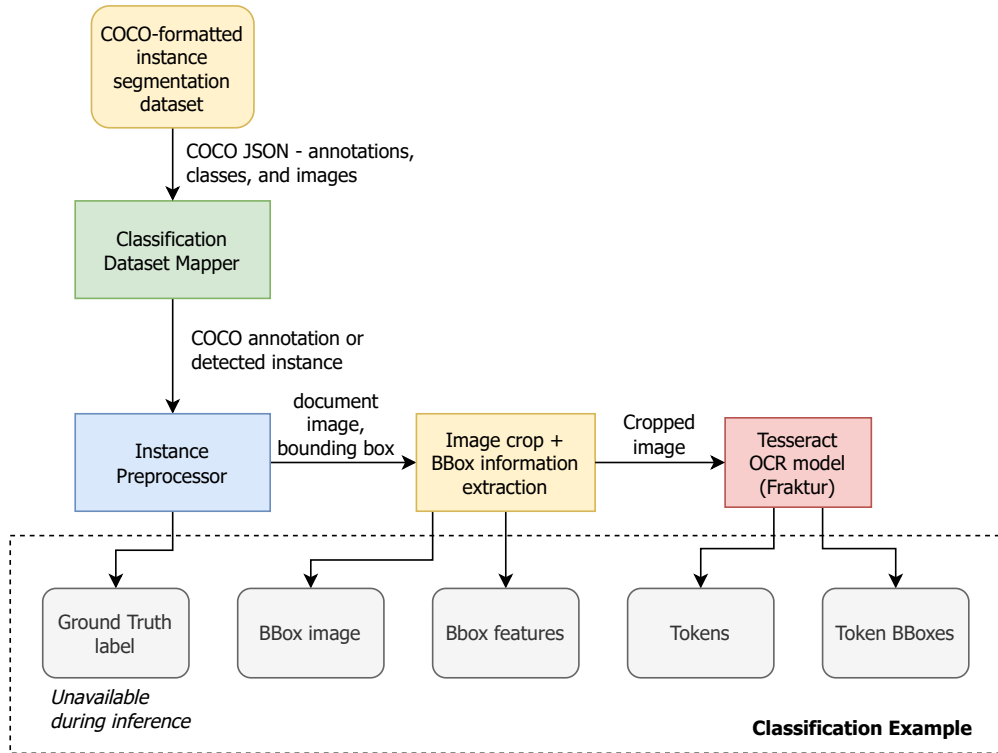 COCO-formatted
instance
segmentation
dataset
COCO JSON - annotations,
classes, and images
Classification
Dataset Mapper
COCO annotation or
detected instance
Instance
Preprocessor
document
image,
bounding box
Image crop +
BBox information
extraction
Cropped
image
Tesseract
OCR model
(Fraktur)
Ground Truth
label
BBox image
Bbox features
Tokens
Token BBoxes
Unavailable
during inference
Classification Example